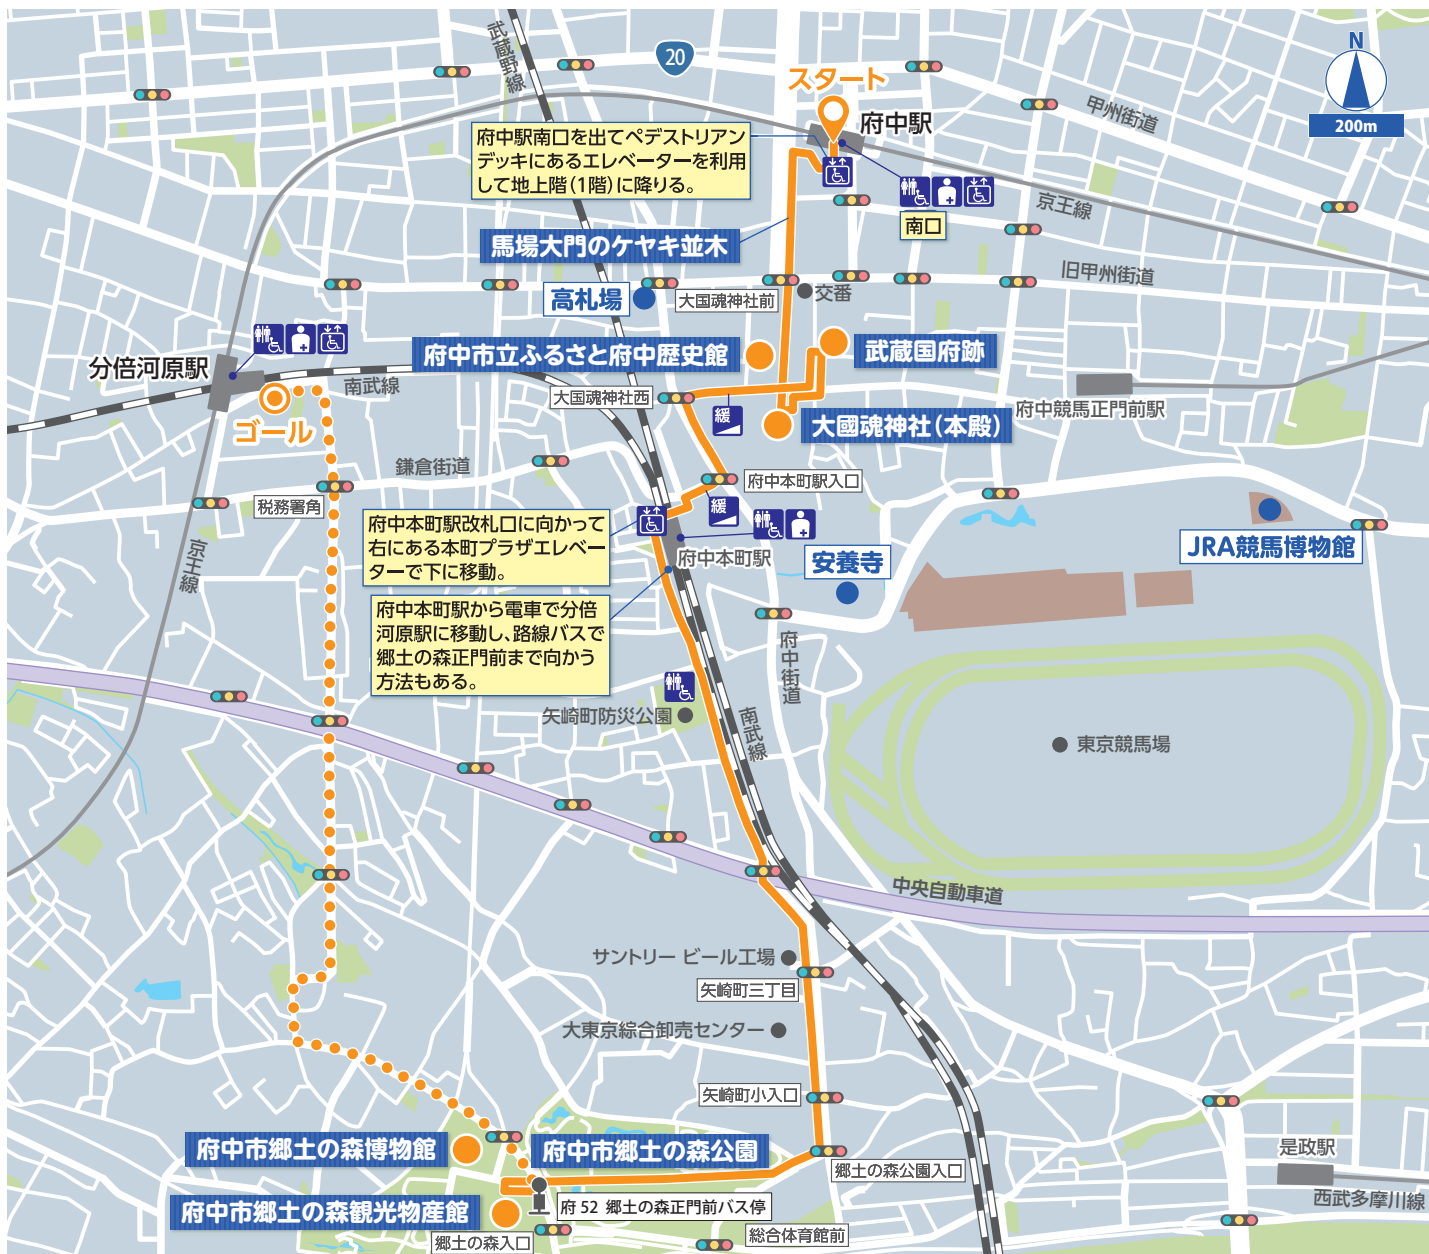 武蔵野線
20
スタート
府中駅
甲州街道
N
200m
府中駅南口を出てペデストリアン
デッキにあるエレベーターを利用
して地上階(1階)に降りる。
南口
京王線
馬場大門のケヤキ並木
旧甲州街道
高札場
大国魂神社前
交番
分倍河原駅
南武線
府中市立ふるさと府中歴史館
武蔵国府跡
大国魂神社西
緩
大國魂神社(本殿)
府中競馬正門前駅
ゴール
鎌倉街道
税務署角
府中本町駅入口
緩
府中本町駅改札口に向かって
右にある本町プラザエレベー
ターで下に移動。
府中本町駅
安養寺
JRA競馬博物館
京王線
府中本町駅から電車で分倍
河原駅に移動し、路線バスで
郷土の森正門前まで向かう
方法もある。
府中街道
矢崎町防災公園
南武線
東京競馬場
中央自動車道
サントリー ビール工場
矢崎町三丁目
大東京綜合卸売センター
矢崎町小入口
府中市郷土の森博物館
府中市郷土の森公園
郷土の森公園入口
是政駅
西武多摩川線
府中市郷土の森観光物産館
府52 郷土の森正門前バス停
郷土の森入口
総合体育館前